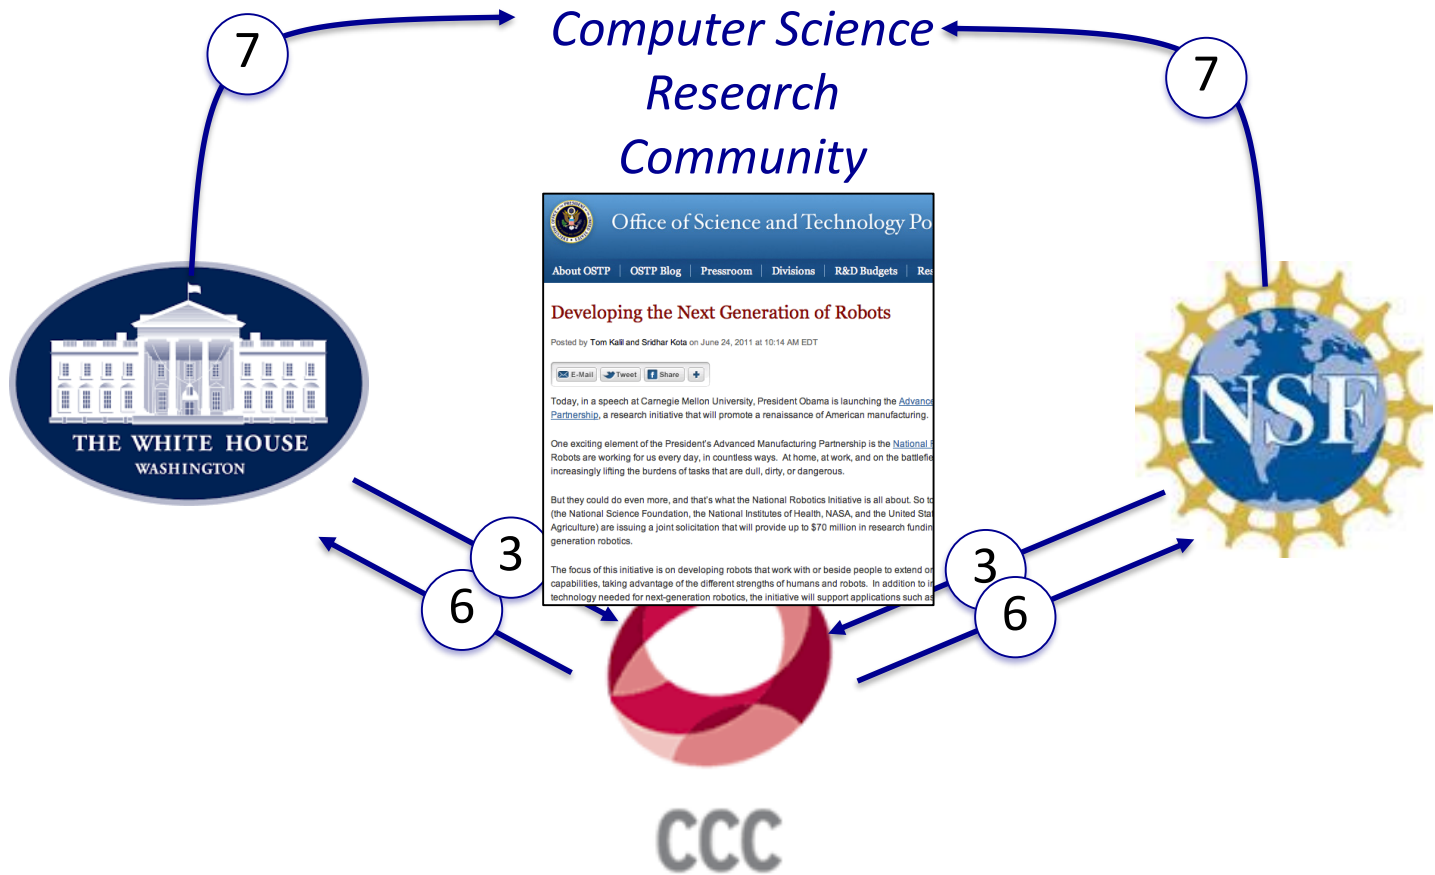 7
Computer Science
Research
Community
7
Office of Science and Technology Po
About OSTP | OSTP Blog | Pressroom | Divisions | R&D Budgets | Res
Developing the Next Generation of Robots
Posted by Tom Kalil and Sridhar Kota on June 24, 2011 at 10:14 AM EDT
E-Mail Tweet Share +
Today, in a speech at Carnegie Mellon University, President Obama is launching the Advance
Partnership, a research initiative that will promote a renaissance of American manufacturing.
One exciting element of the President's Advanced Manufacturing Partnership is the National R
Robots are working for us every day, in countless ways. At home, at work, and on the battlefie
increasingly lifting the burdens of tasks that are dull, dirty, or dangerous.
But they could do even more, and that's what the National Robotics Initiative is all about. So to
(the National Science Foundation, the National Institutes of Health, NASA, and the United Stat
Agriculture) are issuing a joint solicitation that will provide up to $70 million in research fundin
generation robotics.
The focus of this initiative is on developing robots that work with or beside people to extend or
capabilities, taking advantage of the different strengths of humans and robots. In addition to in
technology needed for next-generation robotics, the initiative will support applications such as
THE WHITE HOUSE
WASHINGTON
NSF
3
6
3
6
CCC